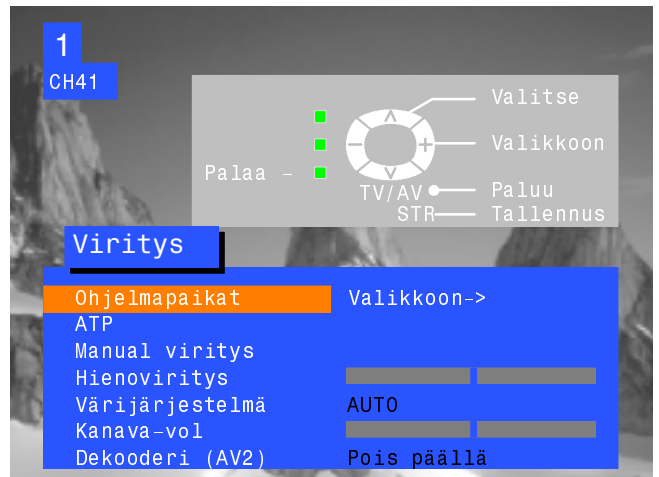 1
CH41
Valitse
Valikkoon
Palaa -
TV/AV Paluu
STR Tallennus
Viritys
Ohjelmapaikat Valikkoon->
ATP
Manual viritys
Hienoviritys
Värijärjestelmä AUTO
Kanava-vol
Dekooderi (AV2) Pois päällä